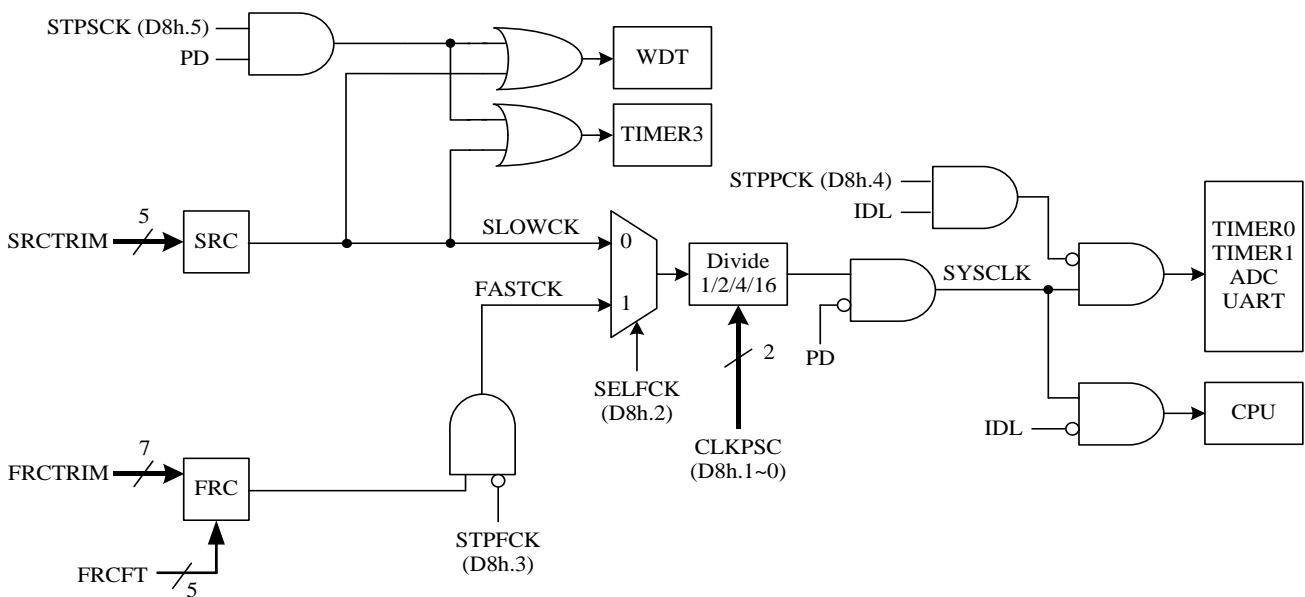 STPSCK (D8h.5)
PD
WDT
TIMER3
STPPCK (D8h.4)
IDL
SRCTRIM
5
SRC
SLOWCK
0
FASTCK
1
SELFCK
(D8h.2)
Divide
1/2/4/16
2
CLKPSC
(D8h.1~0)
PD
SYSCLK
TIMER0
TIMER1
ADC
UART
IDL
CPU
FRCTRIM
7
FRC
STPFCK
(D8h.3)
FRCFT
5